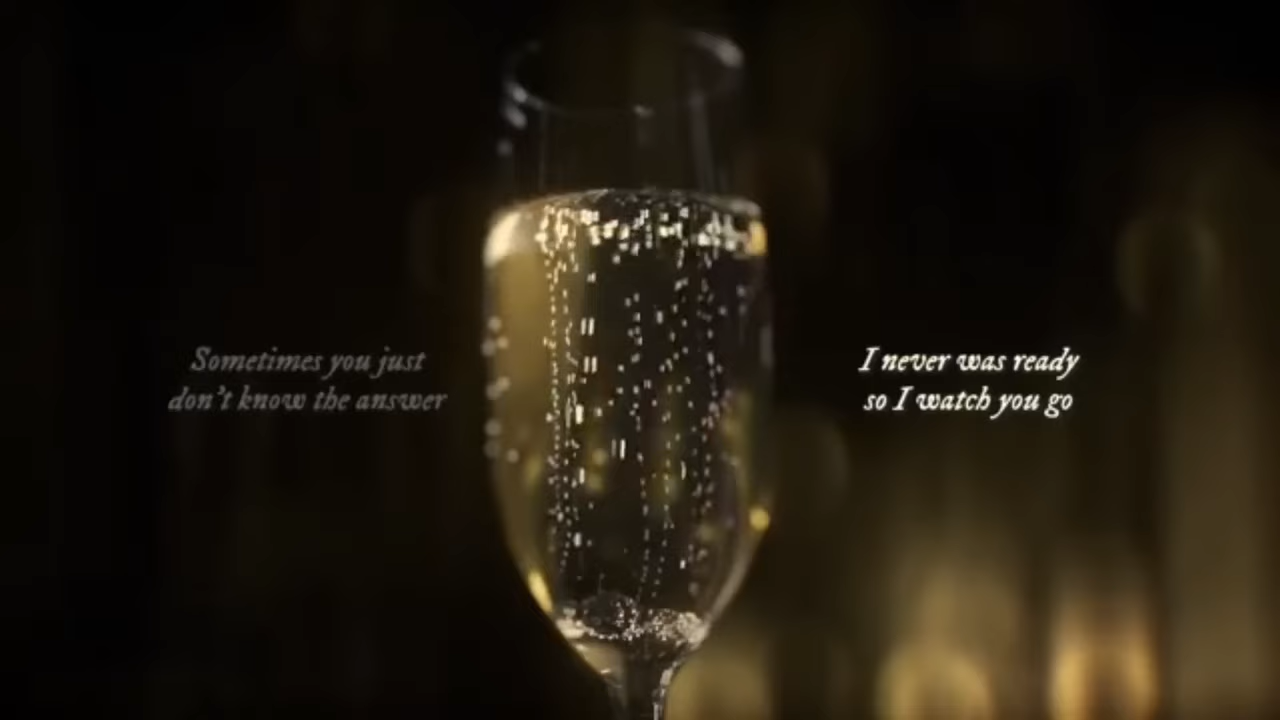 Sometimes you just
don't know the answer
I never was ready
so I watch you go